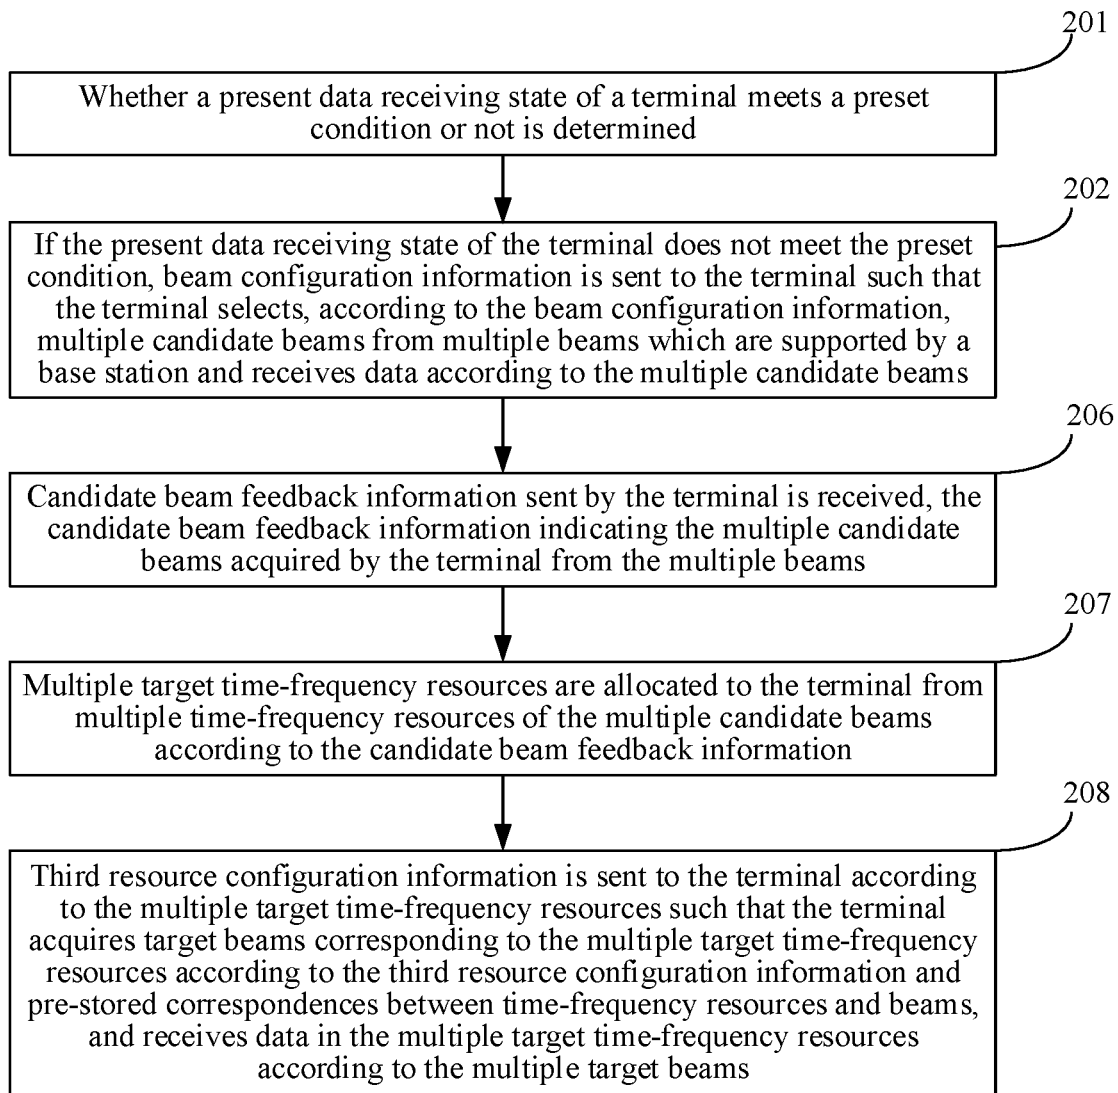 201
Whether a present data receiving state of a terminal meets a preset
condition or not is determined
202
If the present data receiving state of the terminal does not meet the preset
condition, beam configuration information is sent to the terminal such that
the terminal selects, according to the beam configuration information,
multiple candidate beams from multiple beams which are supported by a
base station and receives data according to the multiple candidate beams
206
Candidate beam feedback information sent by the terminal is received, the
candidate beam feedback information indicating the multiple candidate
beams acquired by the terminal from the multiple beams
207
Multiple target time-frequency resources are allocated to the terminal from
multiple time-frequency resources of the multiple candidate beams
according to the candidate beam feedback information
208
Third resource configuration information is sent to the terminal according
to the multiple target time-frequency resources such that the terminal
acquires target beams corresponding to the multiple target time-frequency
resources according to the third resource configuration information and
pre-stored correspondences between time-frequency resources and beams,
and receives data in the multiple target time-frequency resources
according to the multiple target beams